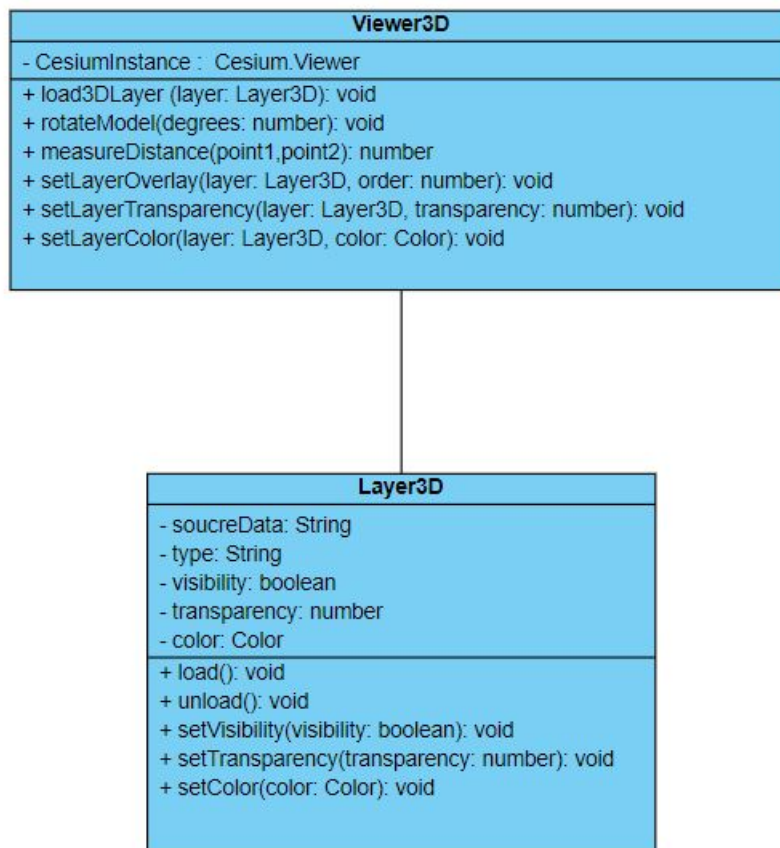 Viewer3D
- CesiumInstance : Cesium.Viewer
+ load3DLayer (layer: Layer3D): void
+ rotateModel(degrees: number): void
+ measureDistance(point1,point2): number
+ setLayerOverlay(layer: Layer3D, order: number): void
+ setLayerTransparency(layer: Layer3D, transparency: number): void
+ setLayerColor(layer: Layer3D, color: Color): void
Layer3D
- soucreData: String
- type: String
- visibility: boolean
- transparency: number
- color: Color
+ load(): void
+ unload(): void
+ setVisibility(visibility: boolean): void
+ setTransparency(transparency: number): void
+ setColor(color: Color): void